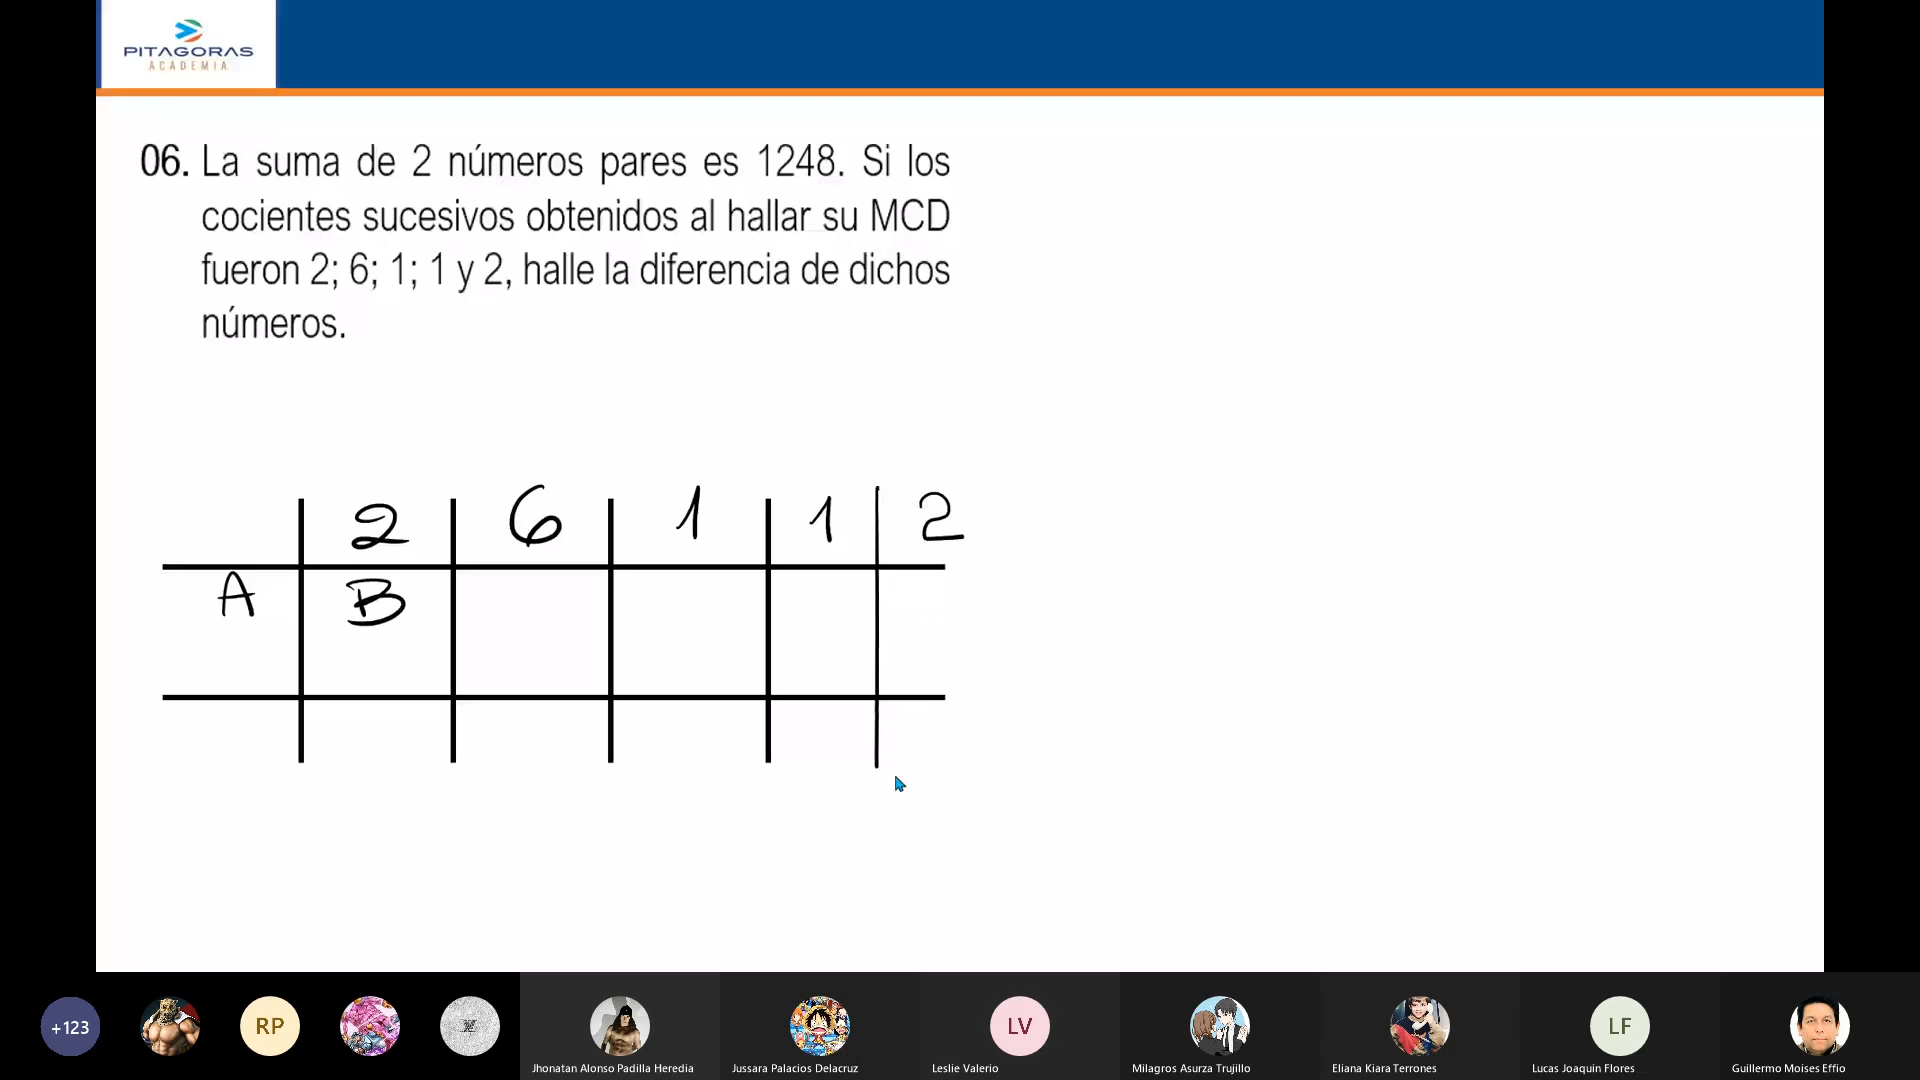 PITAGORAS
ACADEMIA
06. La suma de 2 números pares es 1248. Si los
cocientes sucesivos obtenidos al hallar su MCD
fueron 2; 6; 1; 1 y 2, halle la diferencia de dichos
números.
2 6 1 1 2
A B
+123
RP
LV
LF
Jhonatan Alonso Padilla Heredia
Jussara Palacios Delacruz
Leslie Valerio
Milagros Asurza Trujillo
Eliana Kiara Terrones
Lucas Joaquin Flores
Guillermo Moises Effio